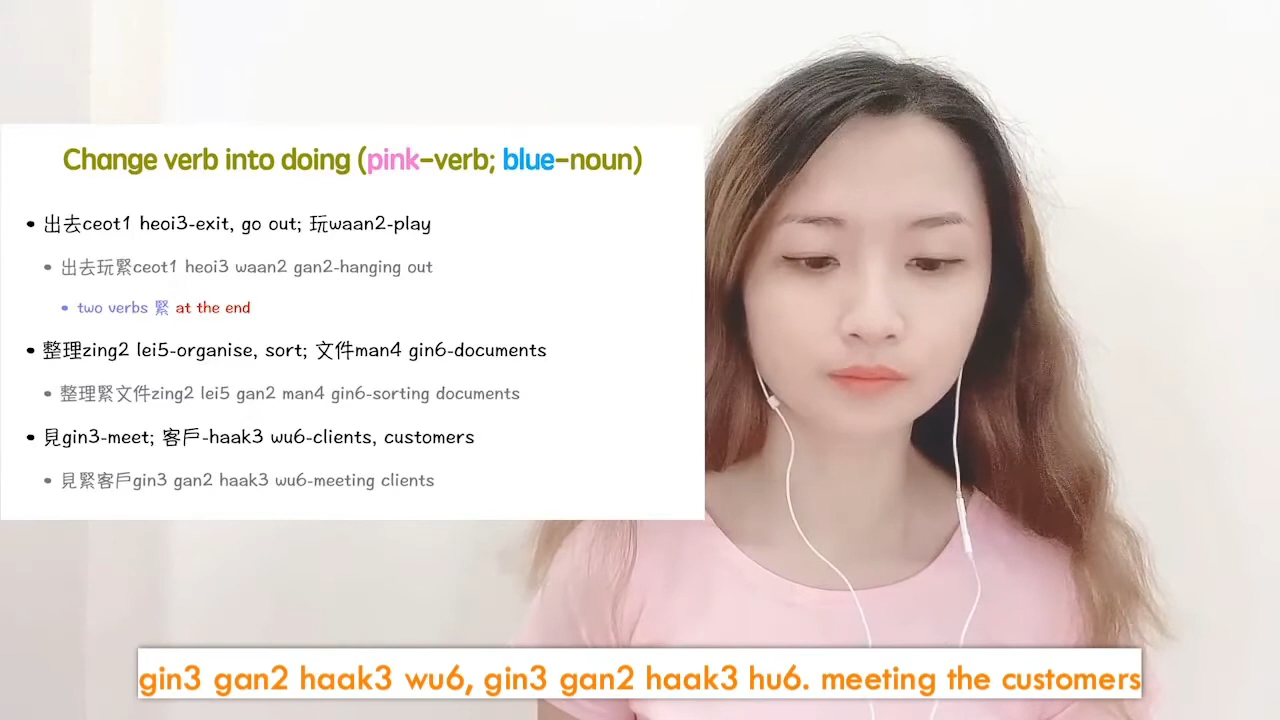 Change verb into doing (pink-verb; blue-noun)
• 出去ceot1 heoi3-exit, go out; 玩waan2-play
• 出去玩緊ceot1 heoi3 waan2 gan2-hanging out
• two verbs 緊 at the end
• 整理zing2 lei5-organise, sort; 文件man4 gin6-documents
• 整理緊文件zing2 lei5 gan2 man4 gin6-sorting documents
• 見gin3-meet; 客戶-haak3 wu6-clients, customers
• 見緊客戶gin3 gan2 haak3 wu6-meeting clients
gin3 gan2 haak3 wu6, gin3 gan2 haak3 hu6. meeting the customers